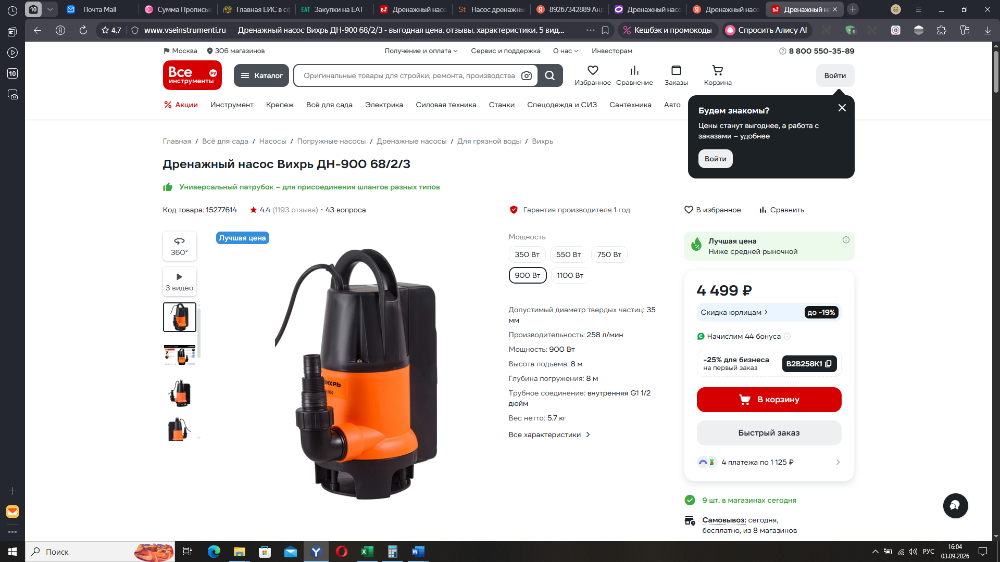 10
Почта Mail
Сумма Прописью
Главная ЕИС в сф
ЕАТ Закупки на ЕАТ -
Дренажный насо
St Насос дренажны
89267342889 Анд
Дренажный насо
Дренажный насо
Дренажный на
4,7
www.vseinstrumenti.ru
Дренажный насос Вихрь ДН-900 68/2/3 - выгодная цена, отзывы, характеристики, 5 вид...
Кешбэк и промокоды
Спросить Алису AI
1
10
Москва
306 магазинов
Получение и оплата
Сервис и поддержка
О нас
Инвесторам
8 800 550-35-89
Все ру
инструменты
Каталог
Оригинальные товары для стройки, ремонта, производства
Избранное
Сравнение
Заказы
Корзина
Войти
Акции
Инструмент
Крепеж
Всё для сада
Электрика
Силовая техника
Станки
Спецодежда и СИЗ
Сантехника
Авто
Будем знакомы?
Цены станут выгоднее, а работа с
заказами – удобнее
Войти
Главная / Всё для сада / Насосы / Погружные насосы / Дренажные насосы / Для грязной воды / Вихрь
Дренажный насос Вихрь ДН-900 68/2/3
Универсальный патрубок – для присоединения шлангов разных типов
Код товара: 15277614
4.4 (1193 отзыва) · 43 вопроса
Гарантия производителя 1 год
В избранное
Сравнить
360°
3 видео
Лучшая цена
ВИХРЬ
Мощность
350 Вт
550 Вт
750 Вт
900 Вт
1100 Вт
Допустимый диаметр твердых частиц: 35
мм
Производительность: 258 л/мин
Мощность: 900 Вт
Высота подъема: 8 м
Глубина погружения: 8 м
Трубное соединение: внутренняя G1 1/2
дюйм
Вес нетто: 5.7 кг
Все характеристики
Лучшая цена
Ниже средней рыночной
4 499 ₽
Скидка юрлицам
до -19%
Начислим 44 бонуса
-25% для бизнеса
на первый заказ
B2B258K1
В корзину
Быстрый заказ
4 платежа по 1 125 ₽
9 шт. в магазинах сегодня
Самовывоз: сегодня,
бесплатно, из 8 магазинов
Поиск
РУС
16:04
03.09.2026